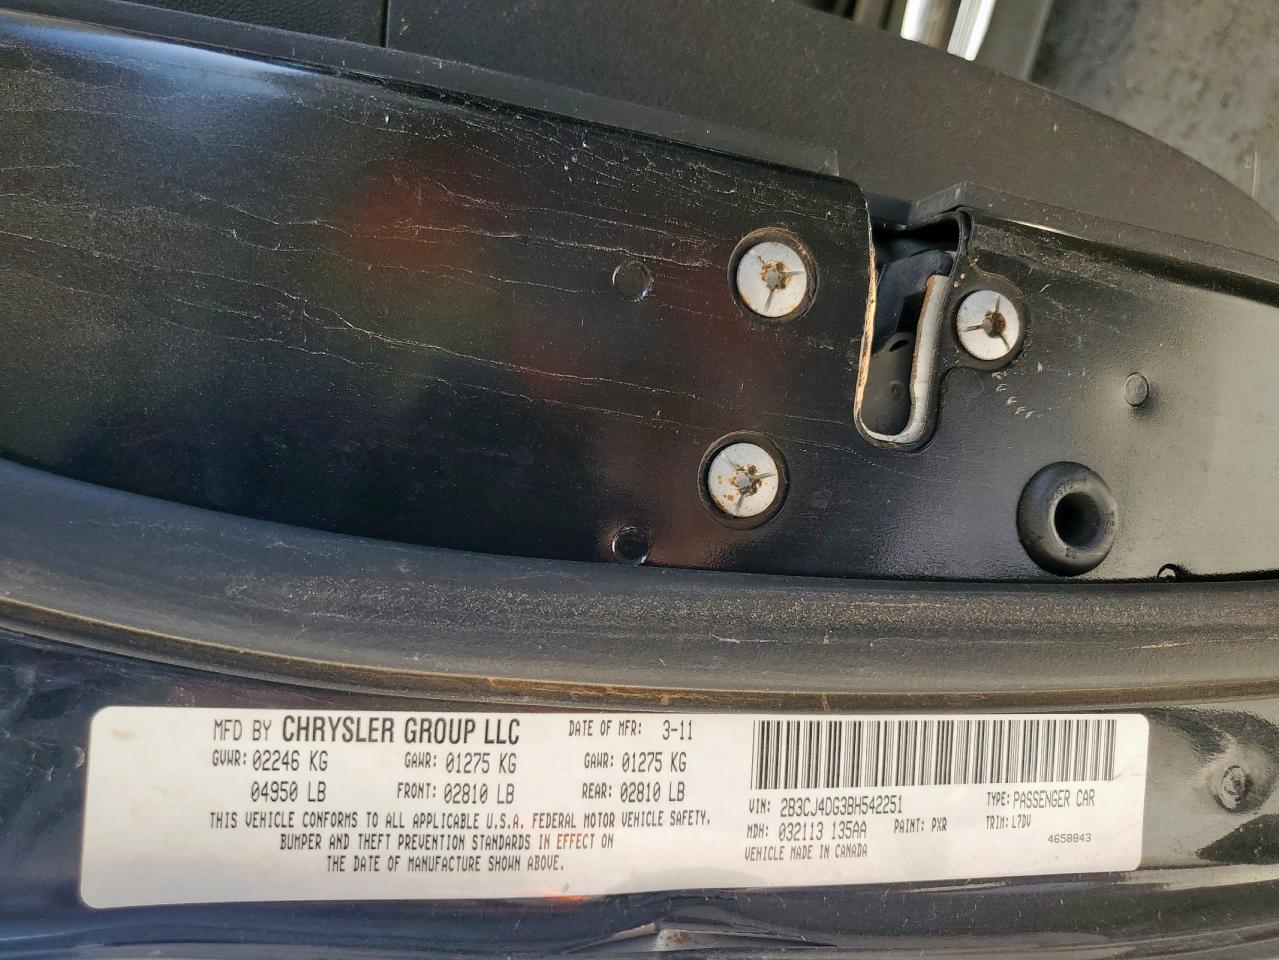 MFD BY CHRYSLER GROUP LLC DATE OF MFR: 3-11
GVWR: 02246 KG GAWR: 01275 KG GAWR: 01275 KG
04950 LB FRONT: 02810 LB REAR: 02810 LB
THIS VEHICLE CONFORMS TO ALL APPLICABLE U.S.A. FEDERAL MOTOR VEHICLE SAFETY,
BUMPER AND THEFT PREVENTION STANDARDS IN EFFECT ON
THE DATE OF MANUFACTURE SHOWN ABOVE.
VIN: 2B3CJ4DG3BH542251 TYPE: PASSENGER CAR
MDH: 032113 135AA PAINT: PXR TRIM: L7DV
VEHICLE MADE IN CANADA 4658843